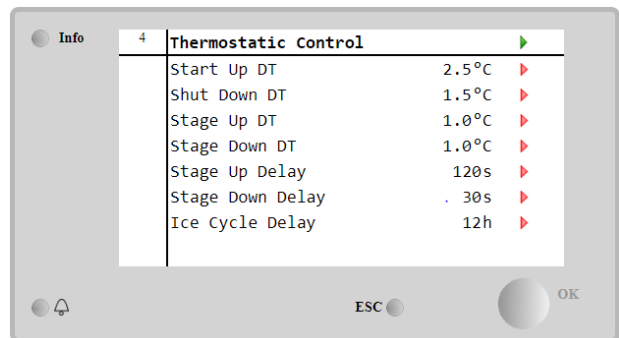 Info
4 Thermostatic Control
Start Up DT 2.5°C
Shut Down DT 1.5°C
Stage Up DT 1.0°C
Stage Down DT 1.0°C
Stage Up Delay 120s
Stage Down Delay . 30s
Ice Cycle Delay 12h
ESC OK